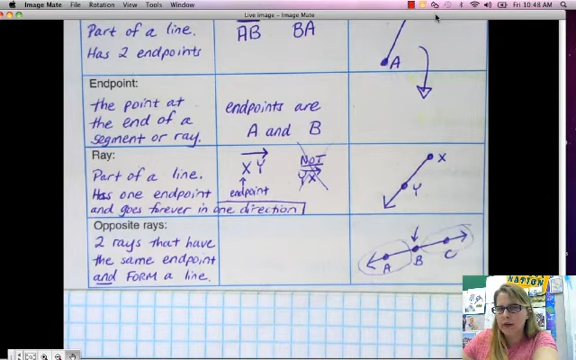 Image Mate File Edit Rotation View Tools Window Fri 10:48 AM
Live Image - Image Mate
Part of a line.
Has 2 endpoints
AB BA
A
Endpoint:
the point at
the end of a
segment or ray.
endpoints are
A and B
Ray:
Part of a line.
Has one endpoint
and goes forever in one direction
XY
endpoint
NOT
YX
X
Y
Opposite rays:
2 rays that have
the same endpoint
and FORM a line.
A B C
NATION